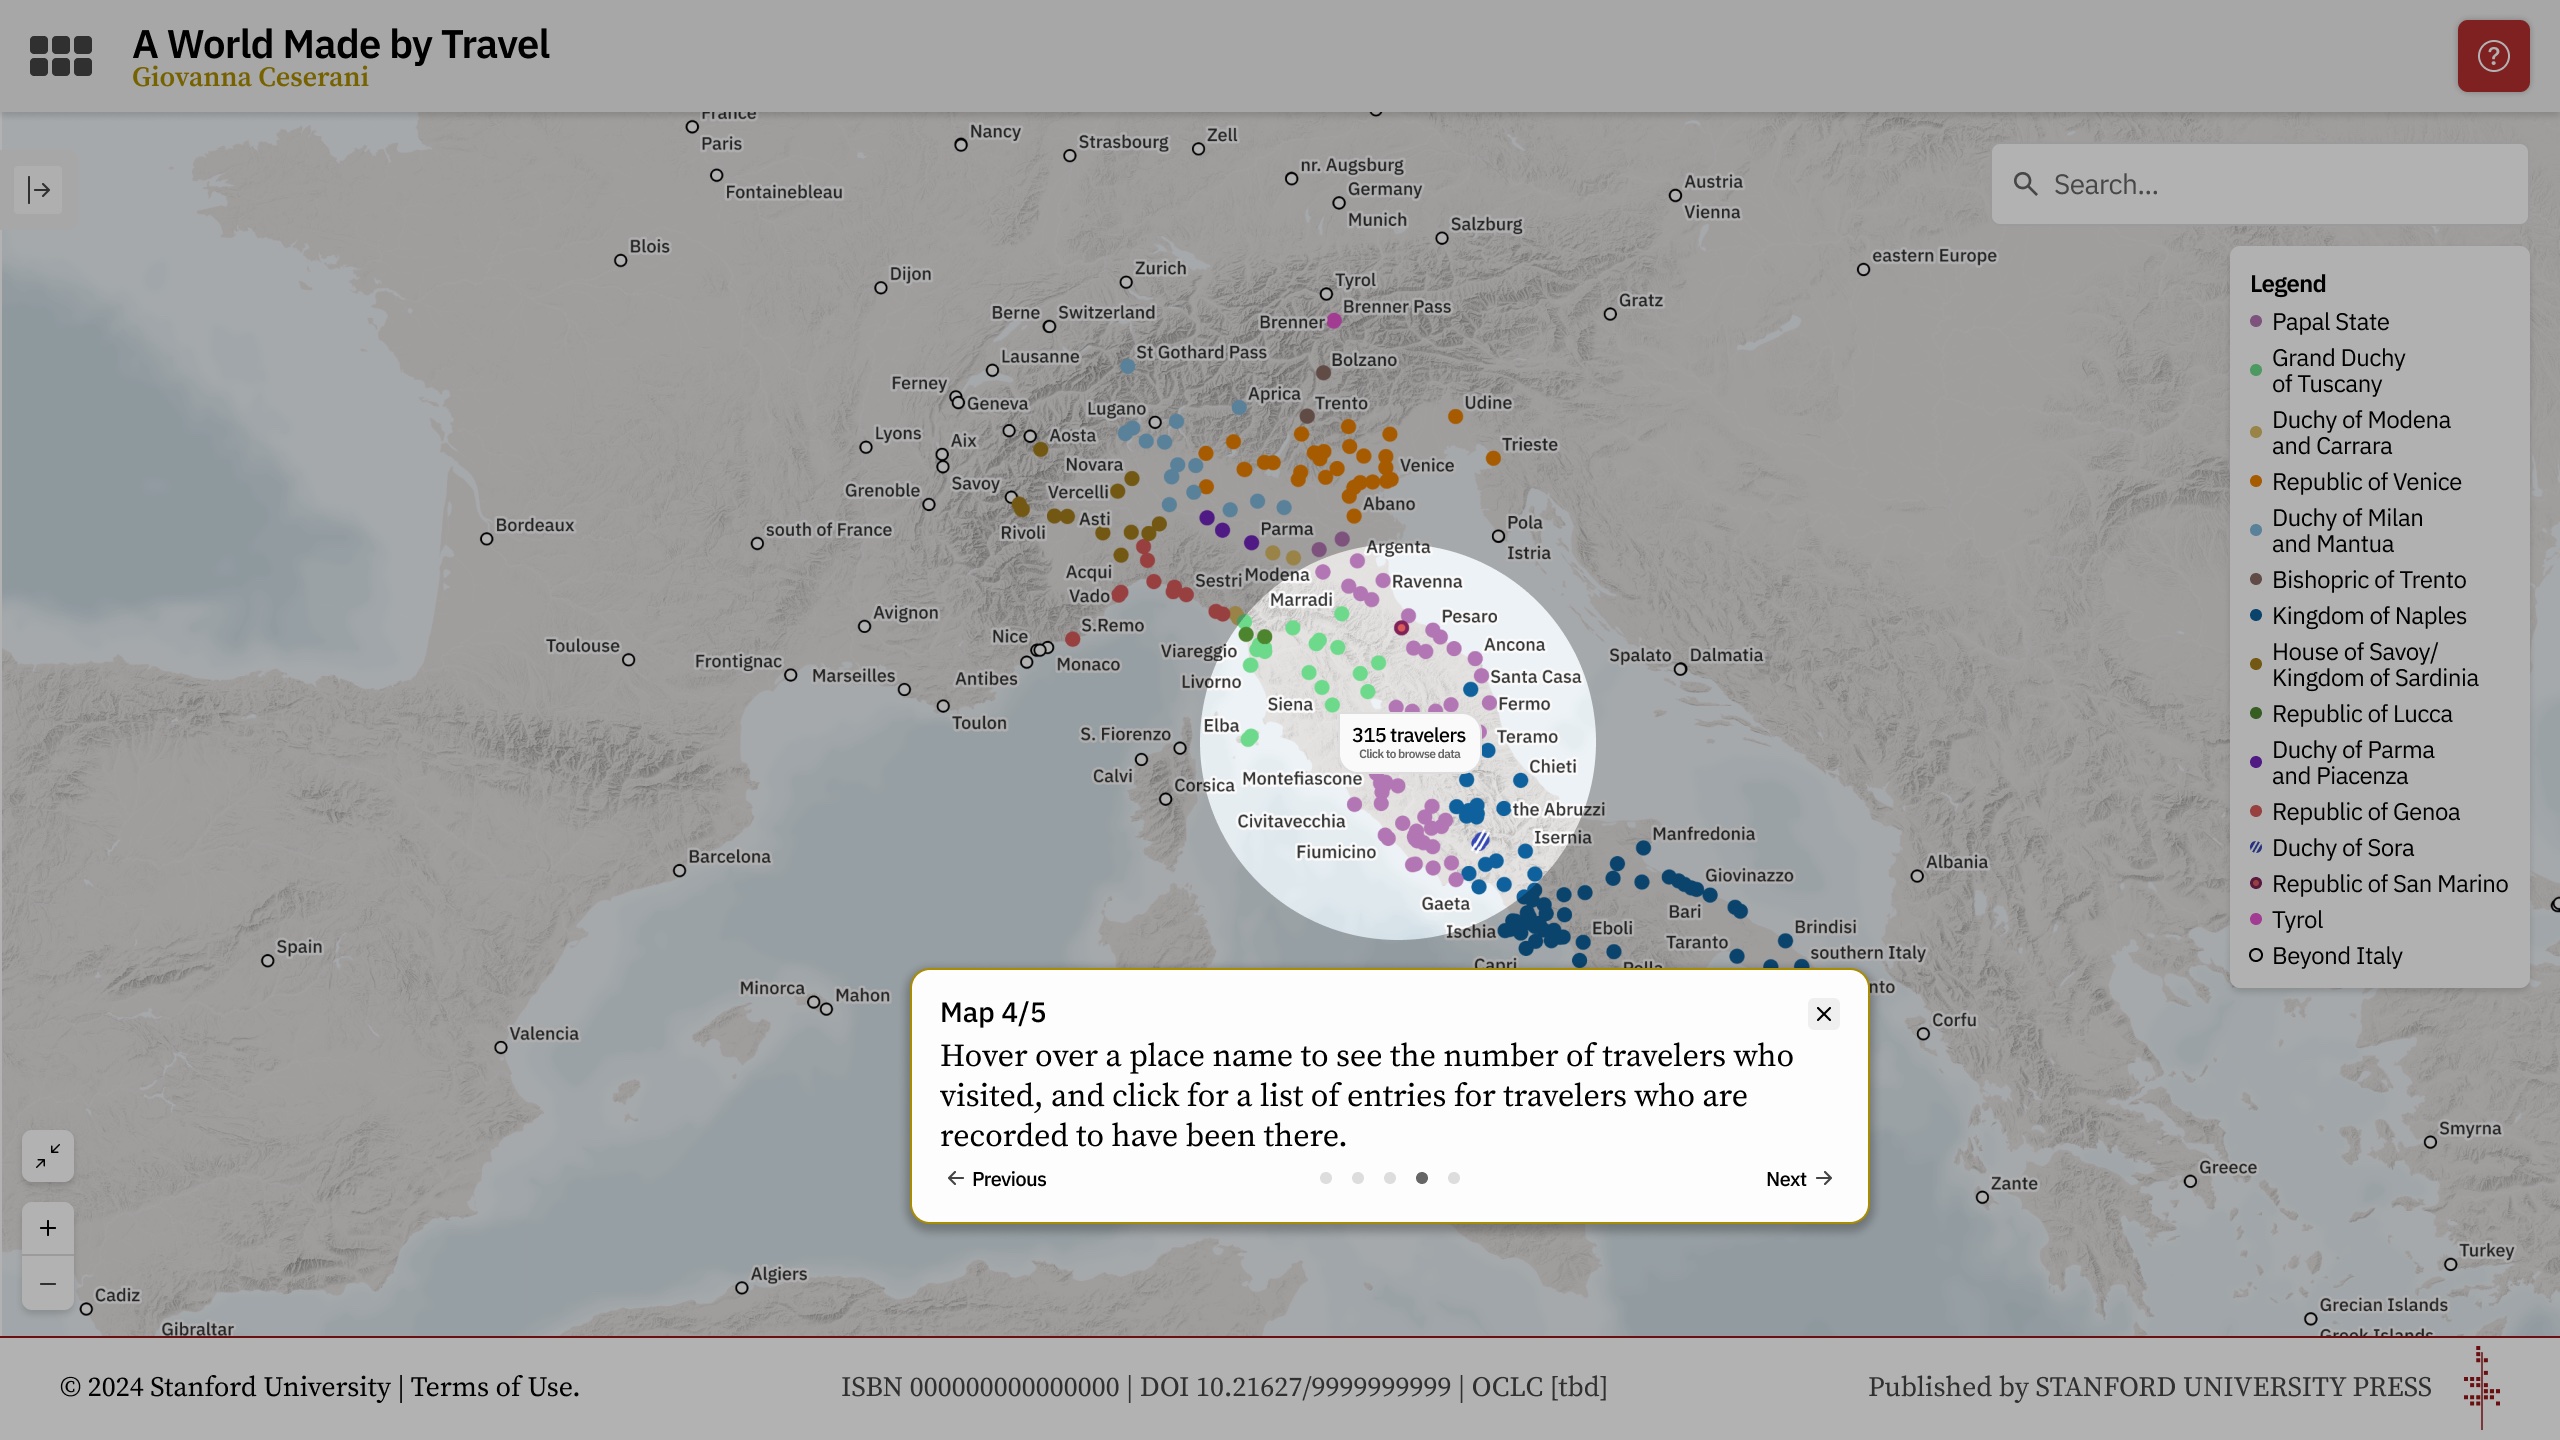 A World Made by Travel
Giovanna Ceserani
Search...
France
Paris
Fontainebleau
Nancy
Strasbourg
Zell
nr. Augsburg
Germany
Munich
Salzburg
Austria
Vienna
Blois
Dijon
Zurich
Tyrol
eastern Europe
Berne
Switzerland
Brenner Pass
Brenner
Gratz
Lausanne
St Gothard Pass
Bolzano
Ferney
Geneva
Lugano
Aprica
Trento
Udine
Lyons
Aix
Aosta
Trieste
Novara
Venice
Grenoble
Savoy
Vercelli
Abano
Bordeaux
south of France
Rivoli
Asti
Parma
Pola
Istria
Argenta
Acqui
Vado
Sestri
Modena
Ravenna
Marradi
Avignon
Pesaro
Nice
S.Remo
Toulouse
Frontignac
Marseilles
Antibes
Monaco
Viareggio
Ancona
Spalato
Dalmatia
Livorno
Santa Casa
Toulon
Siena
Fermo
S. Fiorenzo
Elba
315 travelers
Click to browse data
Teramo
Calvi
Corsica
Montefiascone
Chieti
Civitavecchia
the Abruzzi
Fiumicino
Isernia
Manfredonia
Barcelona
Albania
Giovinazzo
Gaeta
Bari
Ischia
Eboli
Brindisi
Spain
Taranto
southern Italy
Capri
Polla
nto
Minorca
Mahon
Valencia
Corfu
Smyrna
Greece
Zante
Turkey
Algiers
Cadiz
Gibraltar
Grecian Islands
Greek Islands
Legend
Papal State
Grand Duchy
of Tuscany
Duchy of Modena
and Carrara
Republic of Venice
Duchy of Milan
and Mantua
Bishopric of Trento
Kingdom of Naples
House of Savoy/
Kingdom of Sardinia
Republic of Lucca
Duchy of Parma
and Piacenza
Republic of Genoa
Duchy of Sora
Republic of San Marino
Tyrol
Beyond Italy
Map 4/5
Hover over a place name to see the number of travelers who
visited, and click for a list of entries for travelers who are
recorded to have been there.
Previous
Next
© 2024 Stanford University | Terms of Use.
ISBN 000000000000000 | DOI 10.21627/9999999999 | OCLC [tbd]
Published by STANFORD UNIVERSITY PRESS